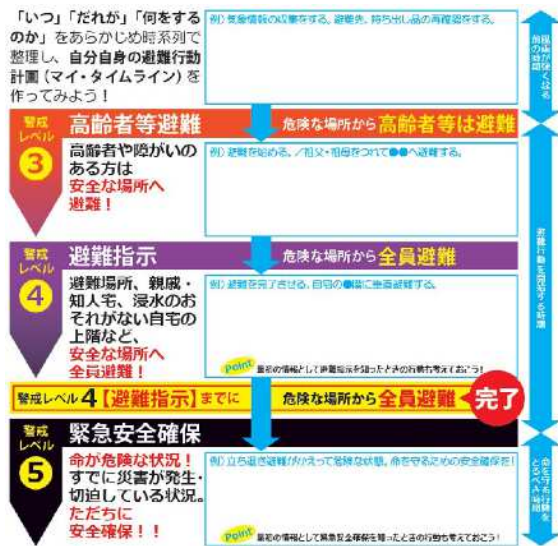 「いつ」「だれが」「何をする
のか」をあらかじめ時系列で
整理し、自分自身の避難行動
計画(マイ・タイムライン)を
作ってみよう!
例)気象情報の収集をする。避難先、持ち出し品の再確認をする。
警戒
レベル
3
高齢者等避難
危険な場所から高齢者等は避難
高齢者や障がいの
ある方は
安全な場所へ
避難!
例)避難を始める。/祖父・祖母をつれて●●へ避難する。
警戒
レベル
4
避難指示
危険な場所から全員避難
避難場所、親戚・
知人宅、浸水のお
それがない自宅の
上階など、
安全な場所へ
全員避難!
例)避難を完了させる。自宅の●階に垂直避難する。
Point 最初の情報として避難指示を知ったときの行動も考えておこう!
警戒レベル4【避難指示】までに
危険な場所から全員避難
完了
警戒
レベル
5
緊急安全確保
命が危険な状況!
すでに災害が発生・
切迫している状況。
ただちに
安全確保!!
例)立ち退き避難がかえって危険な状態。命を守るための安全確保を!
Point 最初の情報として緊急安全確保を知ったときの行動も考えておこう!
避難行動を開始する時間